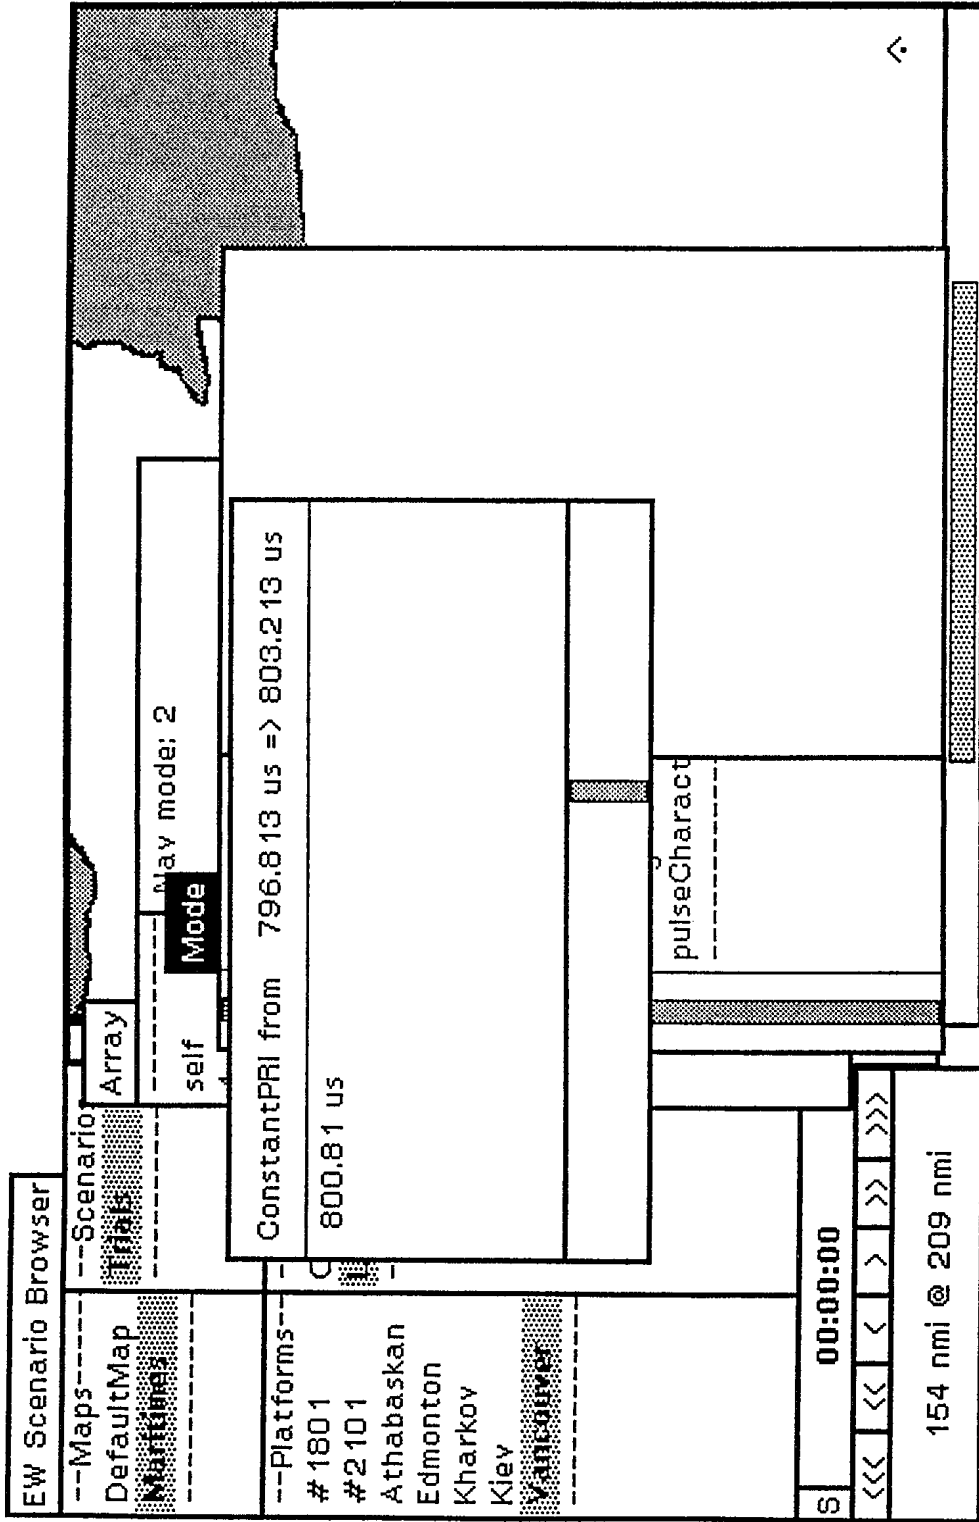 EW Scenario Browser
--Maps------
DefaultMap
Maritimes
--Scenario
Trials
--Platforms--
#1801
#2101
Athabaskan
Edmonton
Kharkov
Kiev
Vancouver
S
00:00:00
<<< << < > >> >>>
154 nmi @ 209 nmi
Array
self
Nav mode: 2
Mode
ConstantPRI from 796.813 us => 803.213 us
800.81 us
pulseCharact